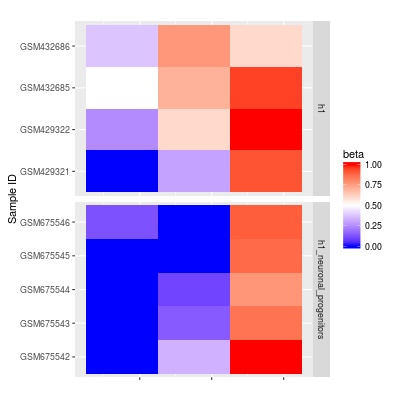 GSM432686
GSM432685
GSM429322
GSM429321
h1
Sample ID
GSM675546
GSM675545
GSM675544
GSM675543
GSM675542
h1_neuronal_progenitors
beta
1.00
0.75
0.50
0.25
0.00